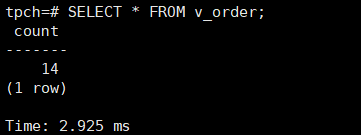 tpch=# SELECT * FROM v_order;
 count
-------
    14
(1 row)

Time: 2.925 ms